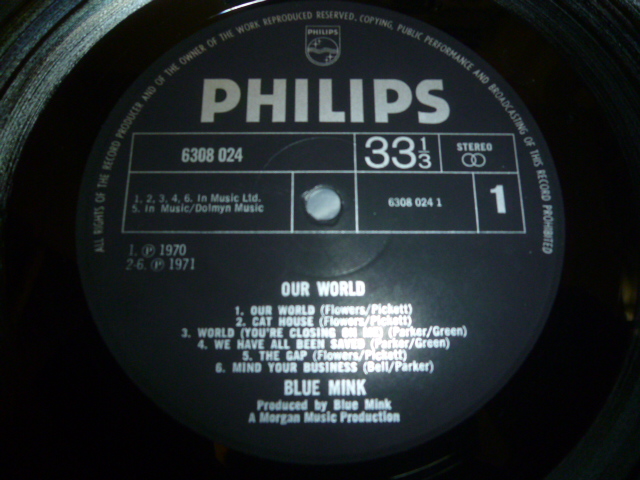 ALL RIGHTS OF THE RECORD PRODUCER AND OF THE OWNER OF THE WORK REPRODUCED RESERVED. COPYING, PUBLIC PERFORMANCE AND BROADCASTING OF THIS RECORD PROHIBITED
PHILIPS
PHILIPS
6308 024
33 1/3
STEREO
1, 2, 3, 4, 6. In Music Ltd.
5. In Music/Dolmyn Music
6308 024 1
1
1. Ⓟ 1970
2-6. Ⓟ 1971
OUR WORLD
1. OUR WORLD (Flowers/Pickett)
2. CAT HOUSE (Flowers/Pickett)
3. WORLD (YOU'RE CLOSING ON ME) (Parker/Green)
4. WE HAVE ALL BEEN SAVED (Parker/Green)
5. THE GAP (Flowers/Pickett)
6. MIND YOUR BUSINESS (Bell/Parker)
BLUE MINK
Produced by Blue Mink
A Morgan Music Production